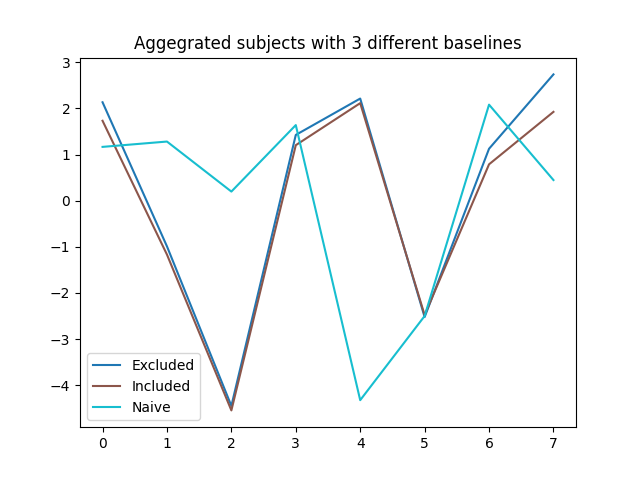 Aggegrated subjects with 3 different baselines
3
2
1
0
−1
−2
−3
−4
Excluded
Included
Naive
0 1 2 3 4 5 6 7